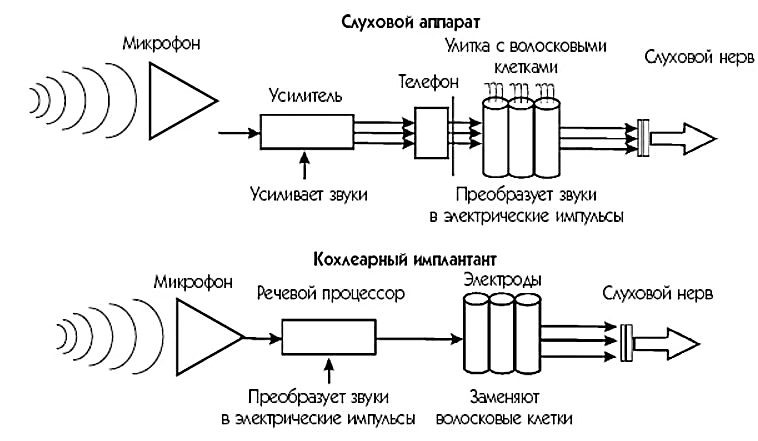 Слуховой аппарат
Микрофон
Усилитель
Телефон
Улитка с волосковыми
клетками
Слуховой нерв
Усиливает звуки
Преобразует звуки
в электрические импульсы
Кохлеарный имплантант
Микрофон
Речевой процессор
Электроды
Слуховой нерв
Преобразует звуки
в электрические импульсы
Заменяют
волосковые клетки